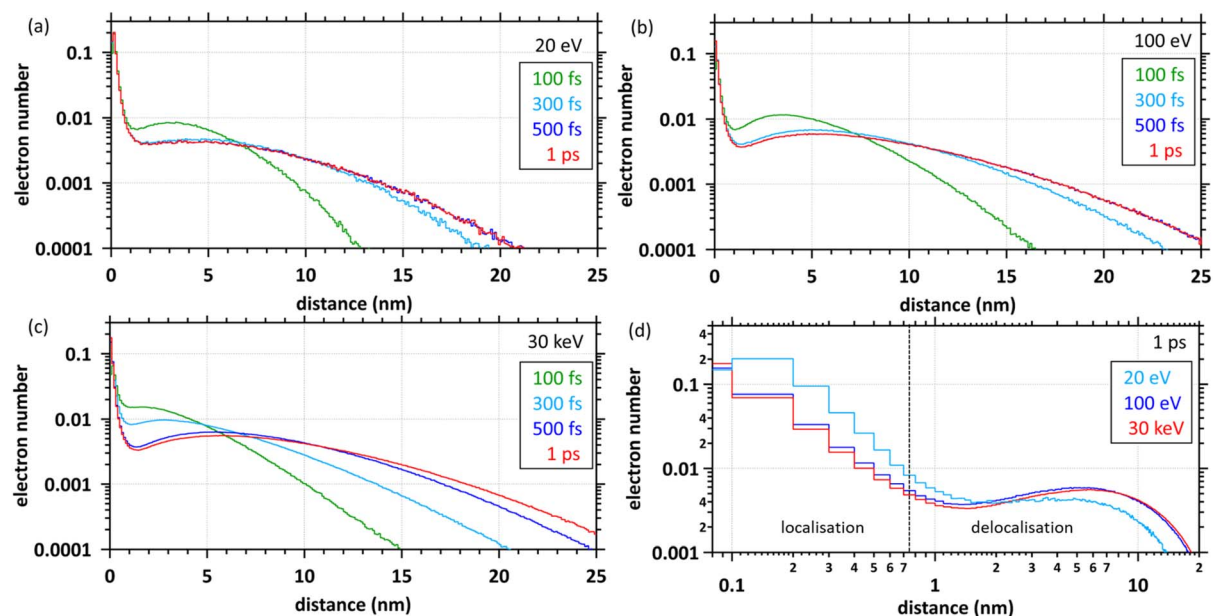 (a)
20 eV
100 fs
300 fs
500 fs
1 ps
electron number
0.1
0.01
0.001
0.0001
0 5 10 15 20 25
distance (nm)
(b)
100 eV
100 fs
300 fs
500 fs
1 ps
electron number
0.1
0.01
0.001
0.0001
0 5 10 15 20 25
distance (nm)
(c)
30 keV
100 fs
300 fs
500 fs
1 ps
electron number
0.1
0.01
0.001
0.0001
0 5 10 15 20 25
distance (nm)
(d)
1 ps
20 eV
100 eV
30 keV
electron number
4
2
0.1
4
2
0.01
4
2
0.001
localisation delocalisation
0.1 2 3 4 5 6 7 1 2 3 4 5 6 7 10 2
distance (nm)